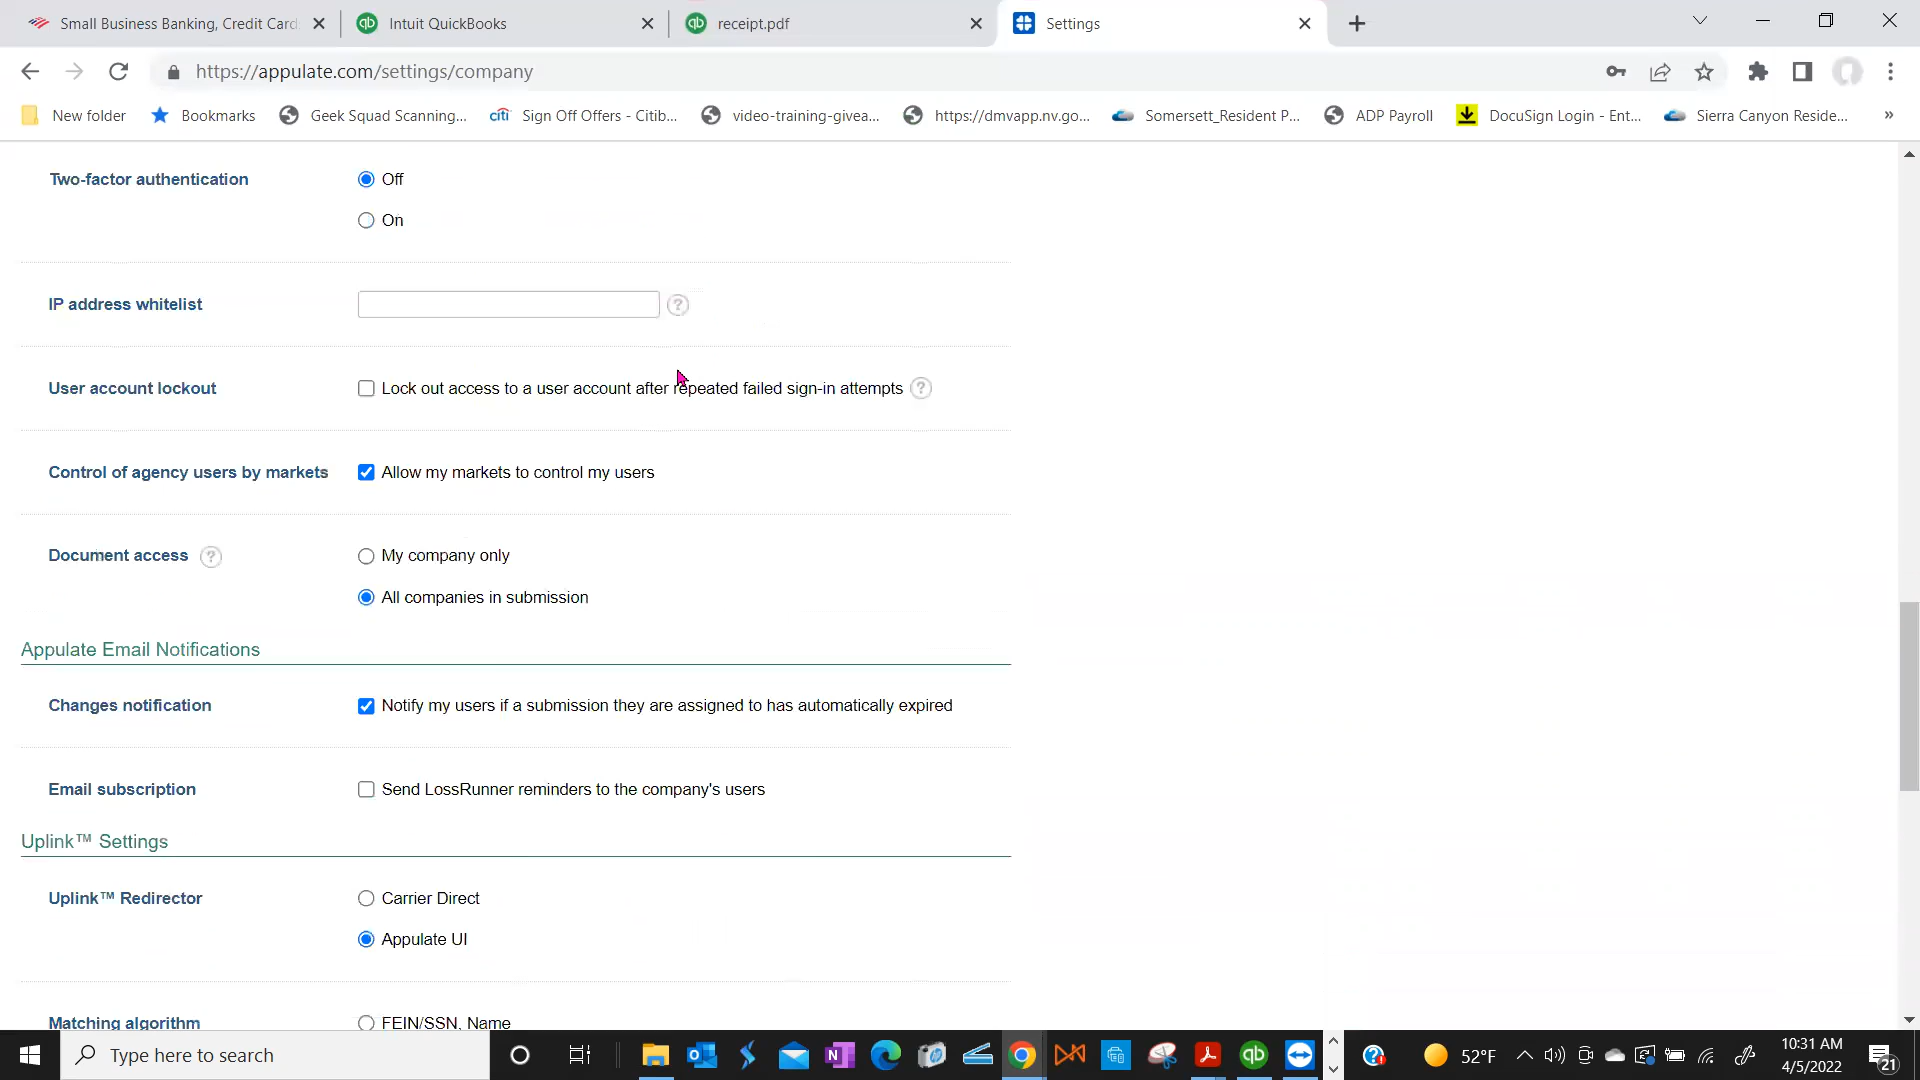 Small Business Banking, Credit Card
Intuit QuickBooks
receipt.pdf
Settings
https://appulate.com/settings/company
New folder
Bookmarks
Geek Squad Scanning...
citi
Sign Off Offers - Citib...
video-training-givea...
https://dmvapp.nv.go...
Somersett_Resident P...
ADP Payroll
DocuSign Login - Ent...
Sierra Canyon Reside...
»
Two-factor authentication
Off
On
IP address whitelist
?
User account lockout
Lock out access to a user account after repeated failed sign-in attempts
?
Control of agency users by markets
Allow my markets to control my users
Document access
?
My company only
All companies in submission
Appulate Email Notifications
Changes notification
Notify my users if a submission they are assigned to has automatically expired
Email subscription
Send LossRunner reminders to the company's users
Uplink™ Settings
Uplink™ Redirector
Carrier Direct
Appulate UI
Matching algorithm
FEIN/SSN, Name
Type here to search
52°F
10:31 AM
4/5/2022
21